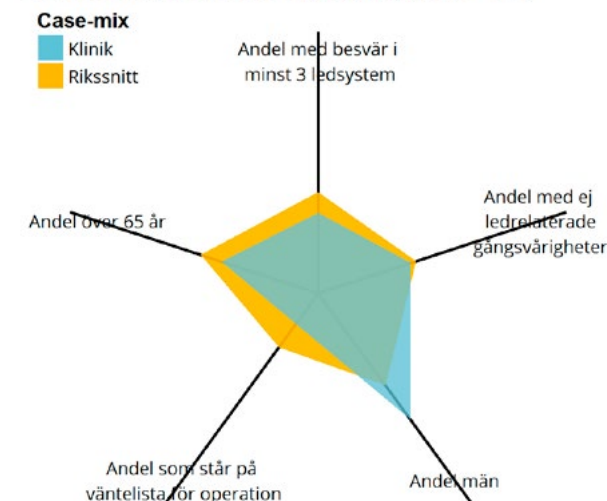 Case-mix
Klinik
Rikssnitt
Andel med besvär i
minst 3 ledsystem
Andel över 65 år
Andel med ej
ledrelaterade
gångsvårigheter
Andel som står på
väntelista för operation
Andel män